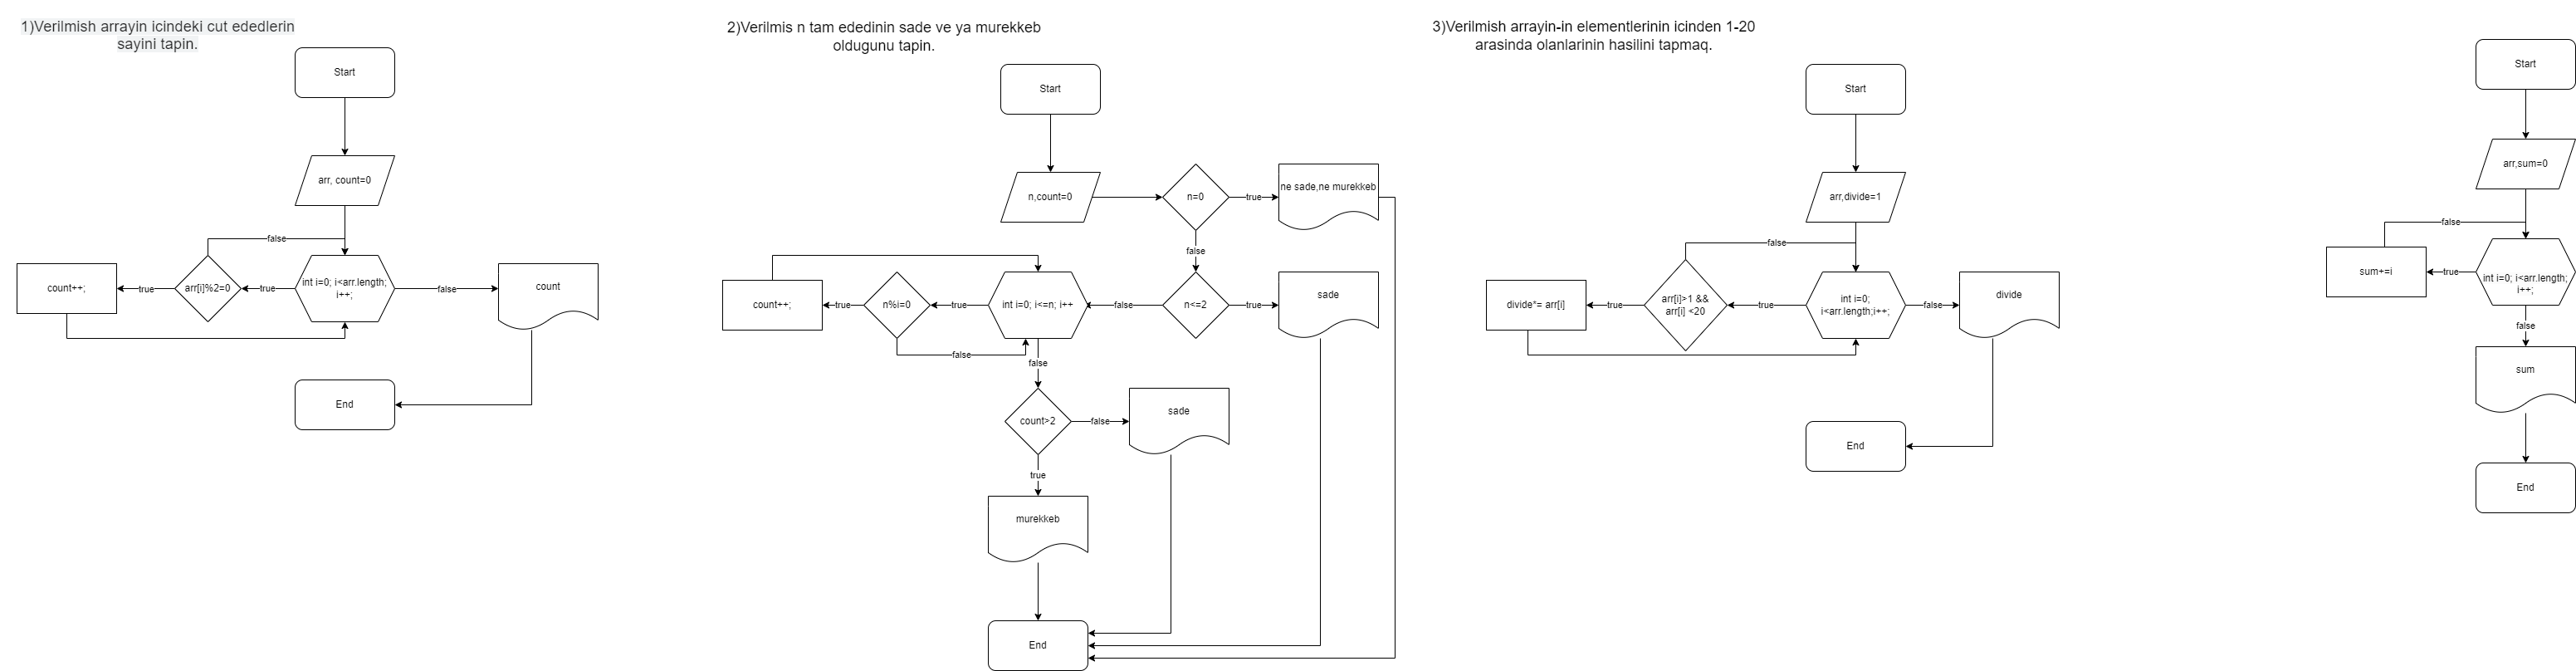 1)Verilmish arrayin icindeki cut ededlerin
sayini tapin.
Start
arr, count=0
false
count++;
true
arr[i]%2=0
true
int i=0; i<arr.length;
i++;
false
count
End
2)Verilmis n tam ededinin sade ve ya murekkeb
oldugunu tapin.
Start
n,count=0
n=0
true
ne sade,ne murekkeb
false
count++;
true
n%i=0
true
int i=0; i<=n; i++
false
n<=2
true
sade
false
false
count>2
false
sade
true
murekkeb
End
3)Verilmish arrayin-in elementlerinin icinden 1-20
arasinda olanlarinin hasilini tapmaq.
Start
arr,divide=1
false
divide*= arr[i]
true
arr[i]>1 &&
arr[i] <20
true
int i=0;
i<arr.length;i++;
false
divide
End
Start
arr,sum=0
false
sum+=i
true
int i=0; i<arr.length;
i++;
false
sum
End